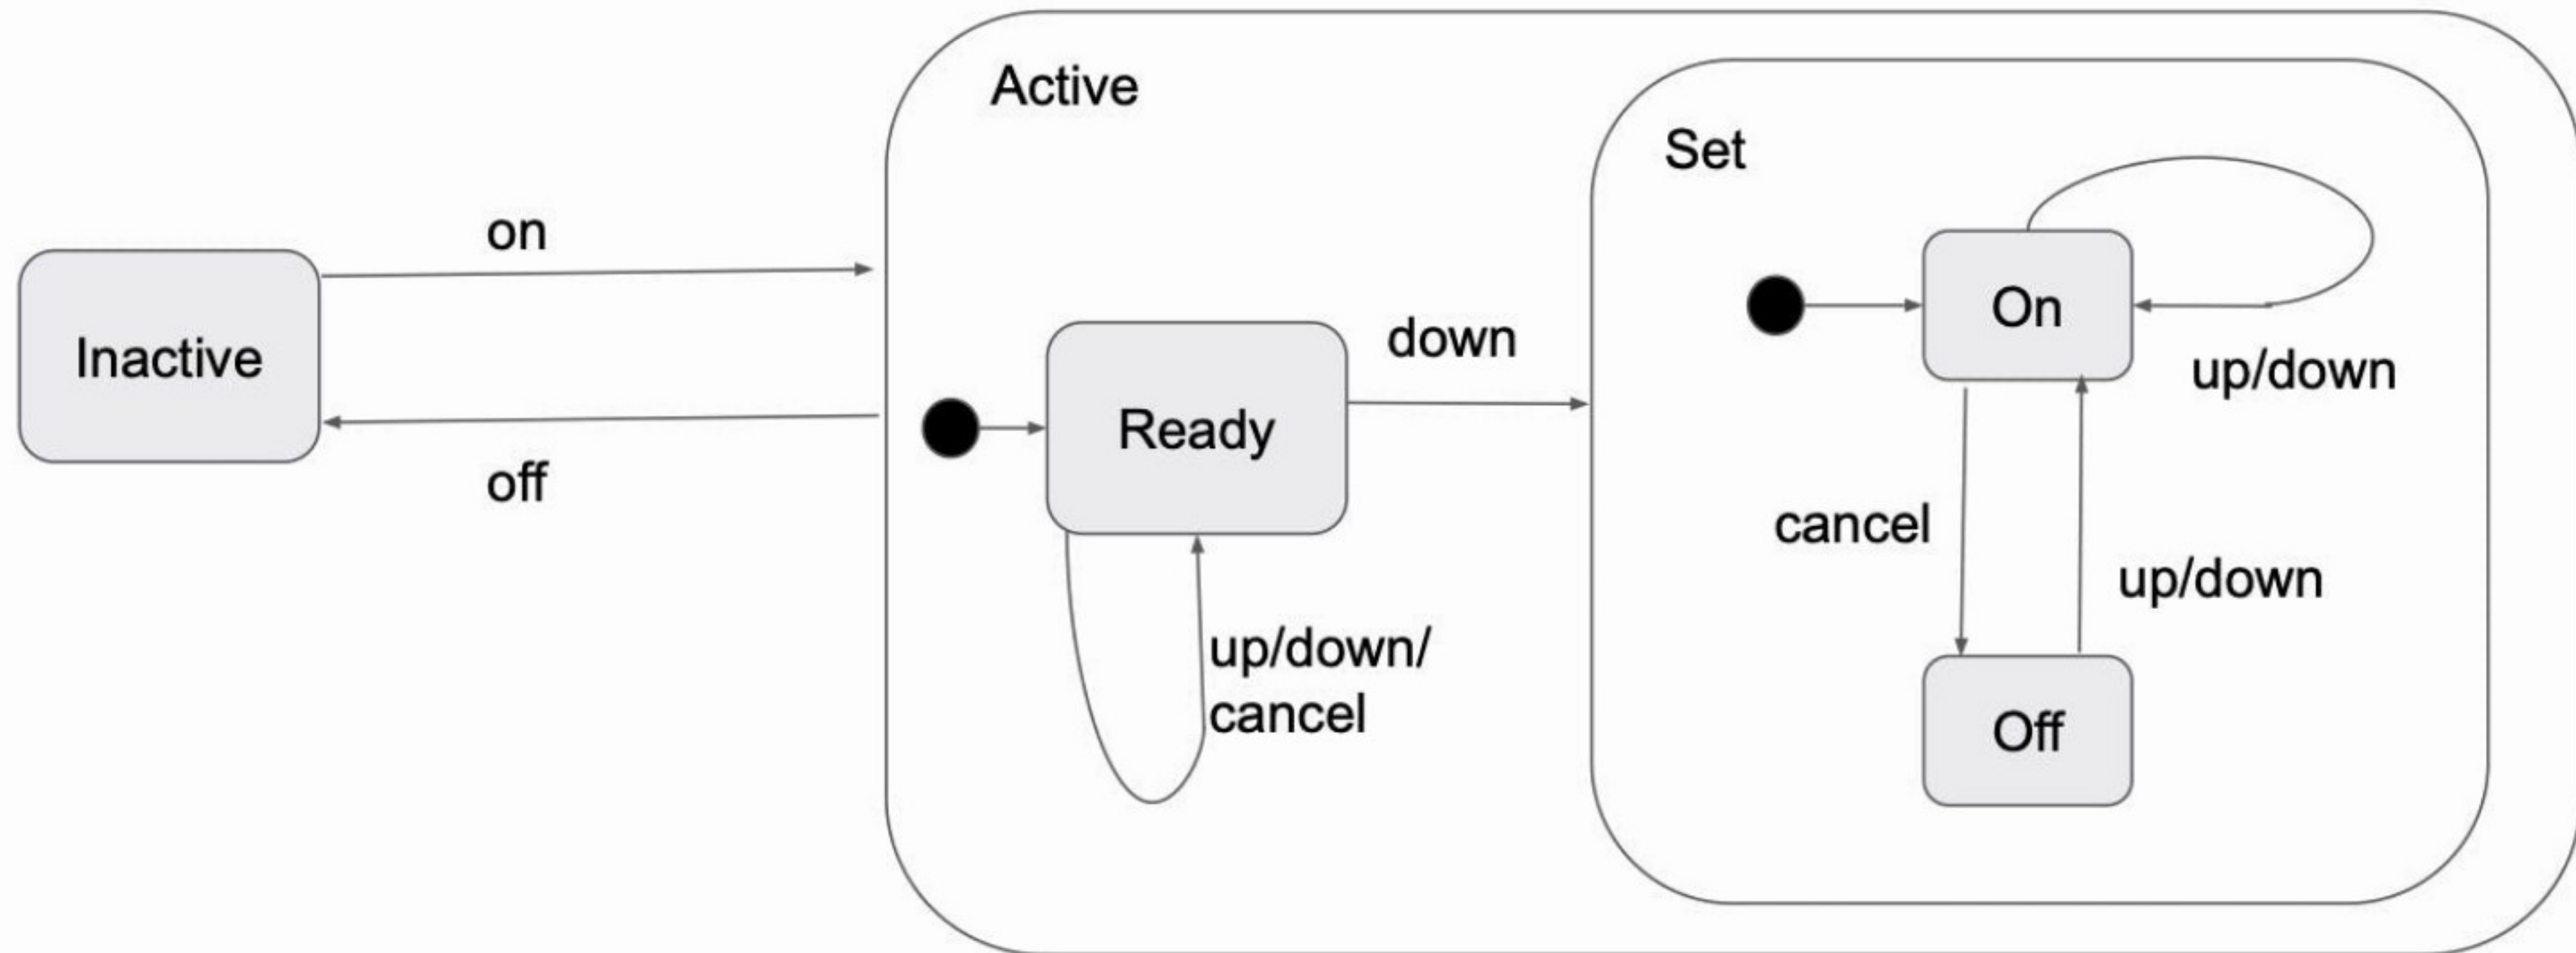 Active
Set
on
On
Inactive
down
up/down
Ready
off
cancel
up/down
up/down/
cancel
Off